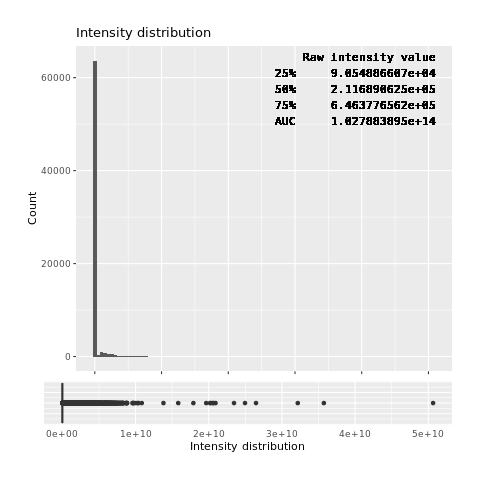 Intensity distribution
Raw intensity value
25% 9.054886607e+04
50% 2.116890625e+05
75% 6.463776562e+05
AUC 1.027883895e+14
60000
40000
20000
0
Count
0e+00 1e+10 2e+10 3e+10 4e+10 5e+10
Intensity distribution